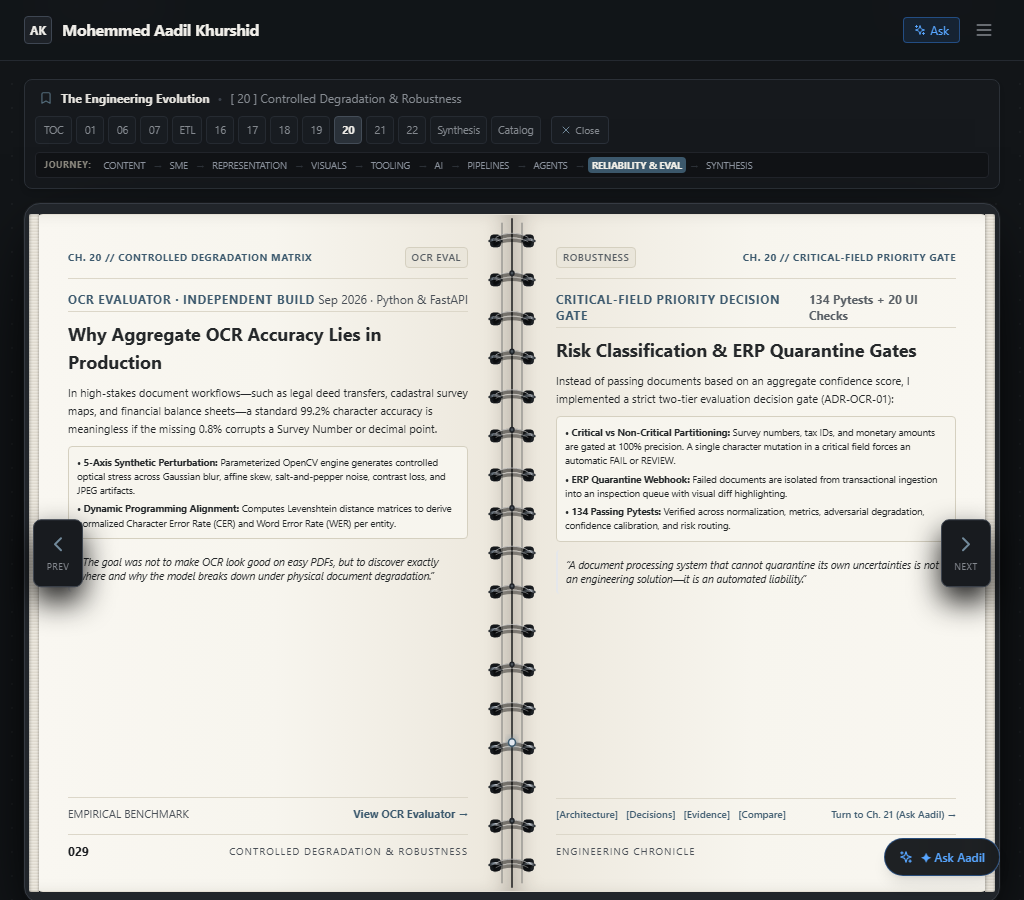 AK Mohemmed Aadil Khurshid Ask
The Engineering Evolution · [ 20 ] Controlled Degradation & Robustness
TOC 01 06 07 ETL 16 17 18 19 20 21 22 Synthesis Catalog × Close
JOURNEY: CONTENT → SME → REPRESENTATION → VISUALS → TOOLING → AI → PIPELINES → AGENTS → RELIABILITY & EVAL → SYNTHESIS
CH. 20 // CONTROLLED DEGRADATION MATRIX OCR EVAL
OCR EVALUATOR · INDEPENDENT BUILD Sep 2026 · Python & FastAPI
Why Aggregate OCR Accuracy Lies in
Production
In high-stakes document workflows—such as legal deed transfers, cadastral survey
maps, and financial balance sheets—a standard 99.2% character accuracy is
meaningless if the missing 0.8% corrupts a Survey Number or decimal point.
• 5-Axis Synthetic Perturbation: Parameterized OpenCV engine generates controlled
optical stress across Gaussian blur, affine skew, salt-and-pepper noise, contrast loss, and
JPEG artifacts.
• Dynamic Programming Alignment: Computes Levenshtein distance matrices to derive
ormalized Character Error Rate (CER) and Word Error Rate (WER) per entity.
The goal was not to make OCR look good on easy PDFs, but to discover exactly
here and why the model breaks down under physical document degradation.”
PREV
EMPIRICAL BENCHMARK View OCR Evaluator →
029 CONTROLLED DEGRADATION & ROBUSTNESS
ROBUSTNESS CH. 20 // CRITICAL-FIELD PRIORITY GATE
CRITICAL-FIELD PRIORITY DECISION 134 Pytests + 20 UI
GATE Checks
Risk Classification & ERP Quarantine Gates
Instead of passing documents based on an aggregate confidence score, I
implemented a strict two-tier evaluation decision gate (ADR-OCR-01):
• Critical vs Non-Critical Partitioning: Survey numbers, tax IDs, and monetary amounts
are gated at 100% precision. A single character mutation in a critical field forces an
automatic FAIL or REVIEW.
• ERP Quarantine Webhook: Failed documents are isolated from transactional ingestion
into an inspection queue with visual diff highlighting.
• 134 Passing Pytests: Verified across normalization, metrics, adversarial degradation,
confidence calibration, and risk routing.
“A document processing system that cannot quarantine its own uncertainties is not
an engineering solution—it is an automated liability.”
NEXT
[Architecture] [Decisions] [Evidence] [Compare] Turn to Ch. 21 (Ask Aadil) →
ENGINEERING CHRONICLE
✦ Ask Aadil